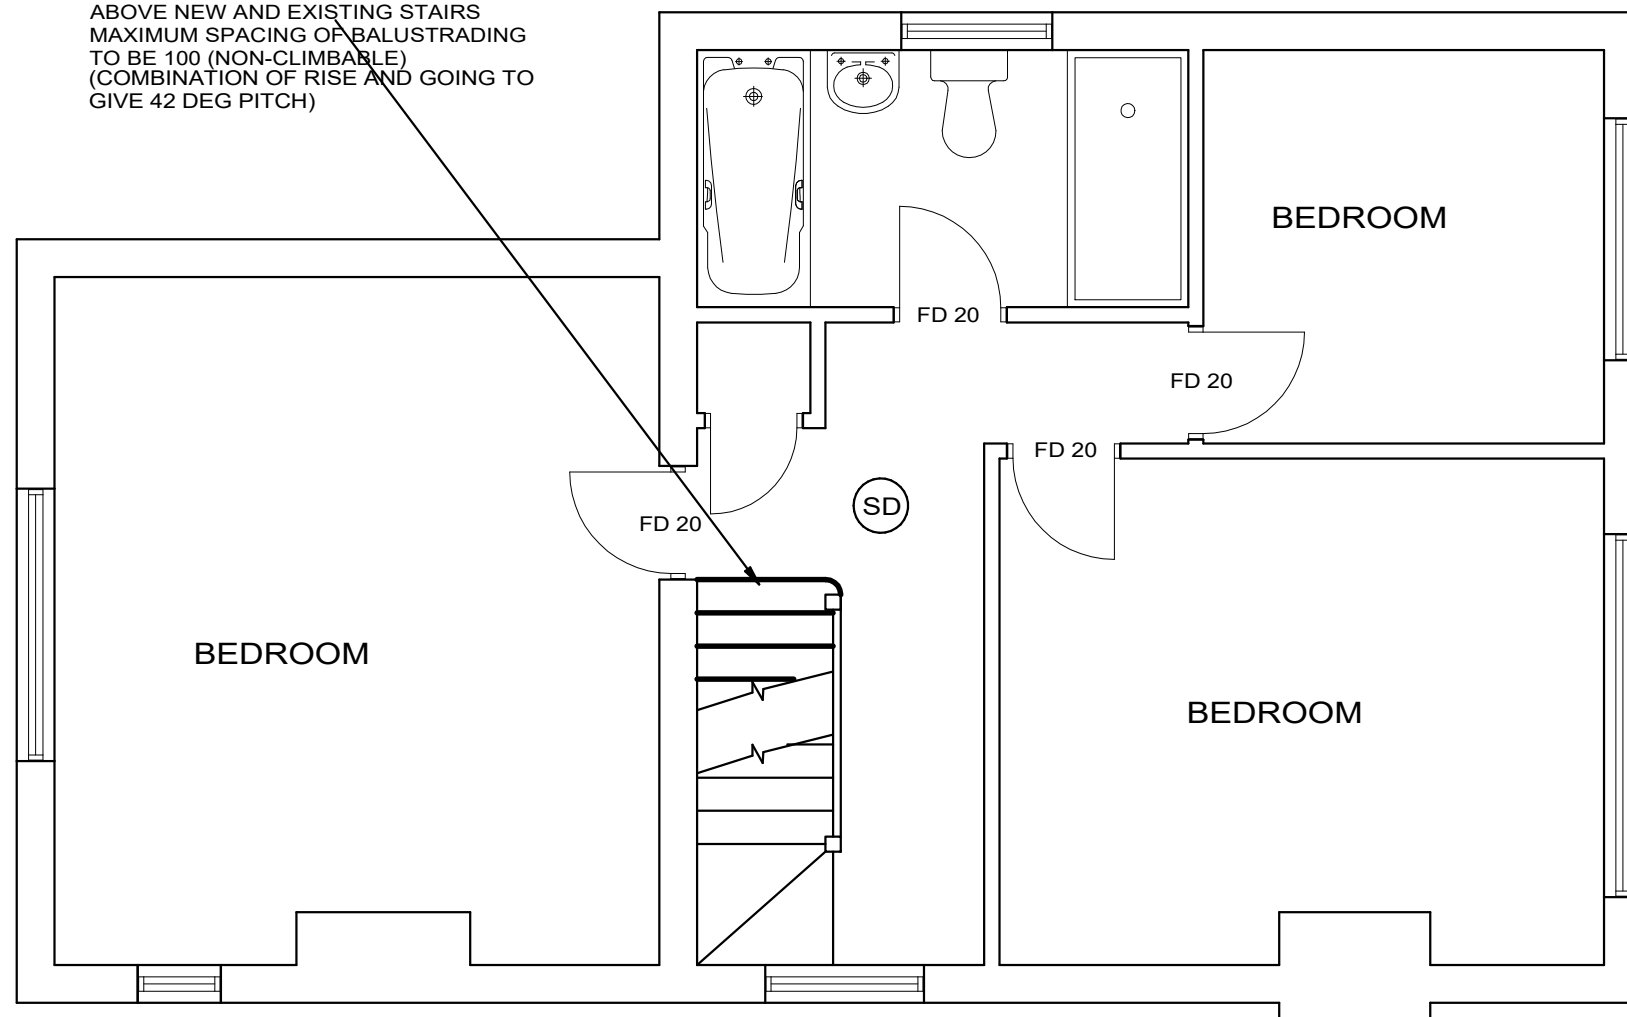 ABOVE NEW AND EXISTING STAIRS
MAXIMUM SPACING OF BALUSTRADING
TO BE 100 (NON-CLIMBABLE)
(COMBINATION OF RISE AND GOING TO
GIVE 42 DEG PITCH)
BEDROOM
FD 20
FD 20
FD 20
SD
FD 20
BEDROOM
BEDROOM